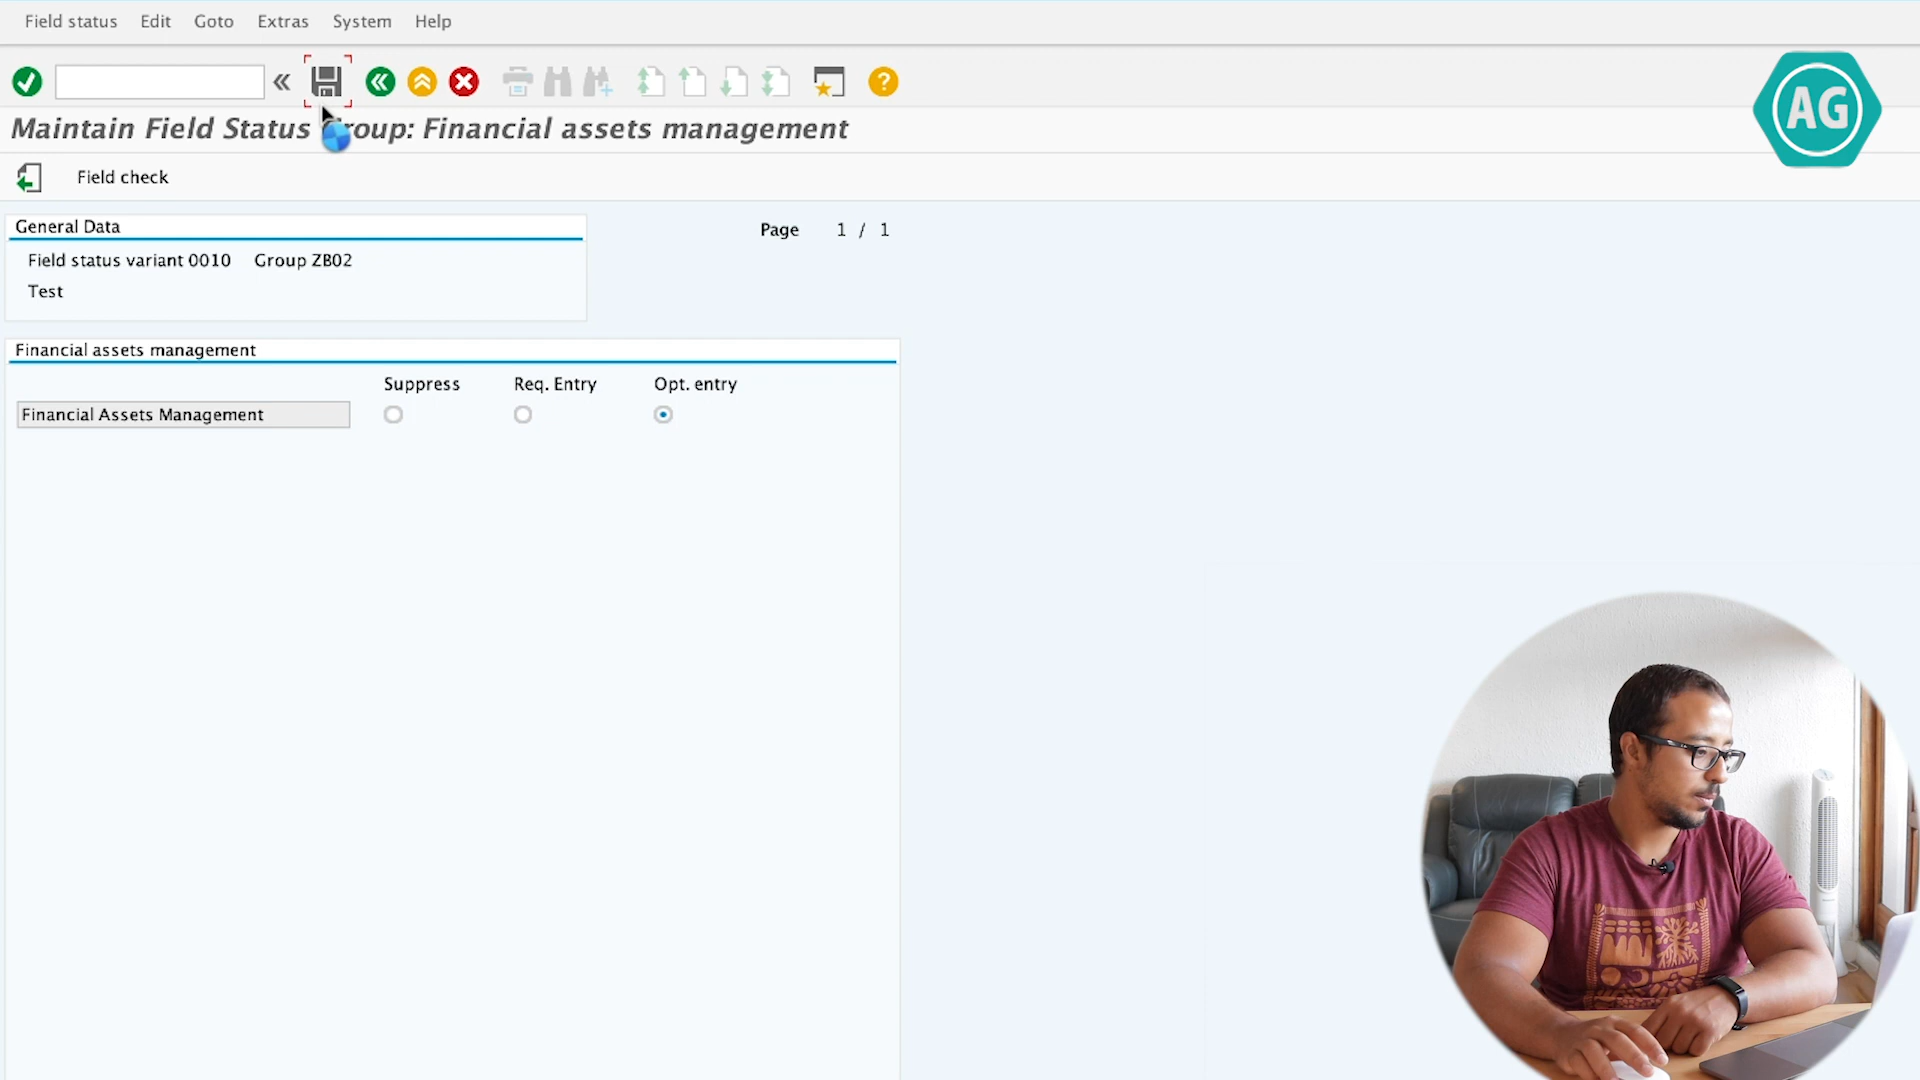 Field status Edit Goto Extras System Help
AG
Maintain Field Status Group: Financial assets management
Field check
General Data
Page 1 / 1
Field status variant 0010 Group ZB02
Test
Financial assets management
Suppress Req. Entry Opt. entry
Financial Assets Management